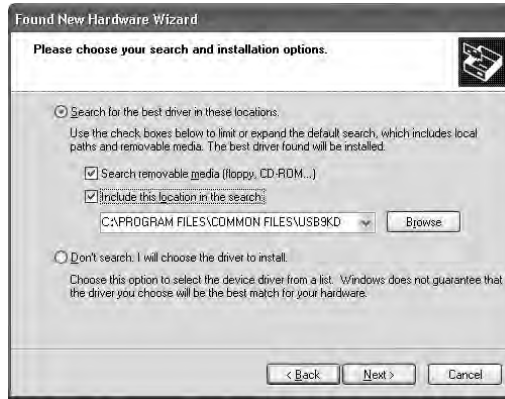 Found New Hardware Wizard
Please choose your search and installation options.
Search for the best driver in these locations.
Use the check boxes below to limit or expand the default search, which includes local
paths and removable media. The best driver found will be installed.
Search removable media (floppy, CD-ROM...)
Include this location in the search:
C:\PROGRAM FILES\COMMON FILES\USB9KD
Browse
Don't search. I will choose the driver to install.
Choose this option to select the device driver from a list. Windows does not guarantee that
the driver you choose will be the best match for your hardware.
< Back
Next >
Cancel